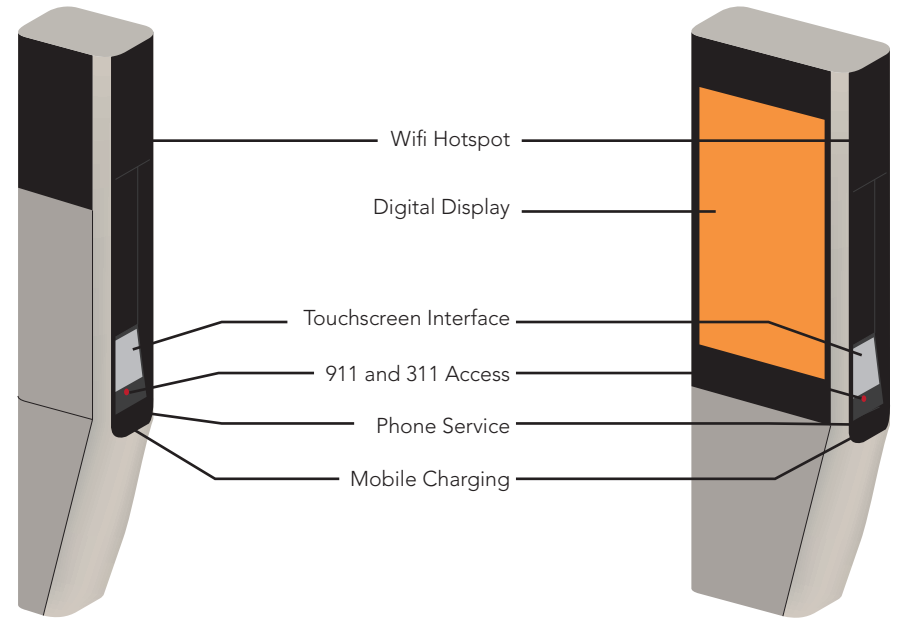 Wifi Hotspot
Digital Display
Touchscreen Interface
911 and 311 Access
Phone Service
Mobile Charging